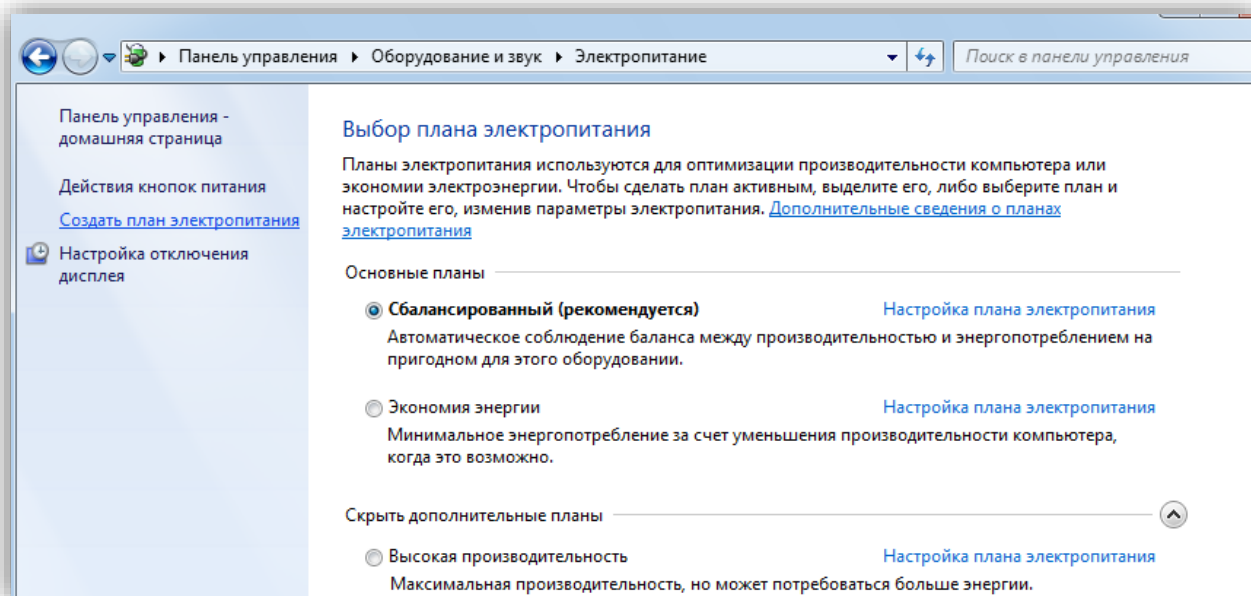 Панель управления ▸ Оборудование и звук ▸ Электропитание
Поиск в панели управления
Панель управления -
домашняя страница
Действия кнопок питания
Создать план электропитания
Настройка отключения
дисплея
Выбор плана электропитания
Планы электропитания используются для оптимизации производительности компьютера или
экономии электроэнергии. Чтобы сделать план активным, выделите его, либо выберите план и
настройте его, изменив параметры электропитания. Дополнительные сведения о планах
электропитания
Основные планы
Сбалансированный (рекомендуется) Настройка плана электропитания
Автоматическое соблюдение баланса между производительностью и энергопотреблением на
пригодном для этого оборудовании.
Экономия энергии Настройка плана электропитания
Минимальное энергопотребление за счет уменьшения производительности компьютера,
когда это возможно.
Скрыть дополнительные планы
Высокая производительность Настройка плана электропитания
Максимальная производительность, но может потребоваться больше энергии.